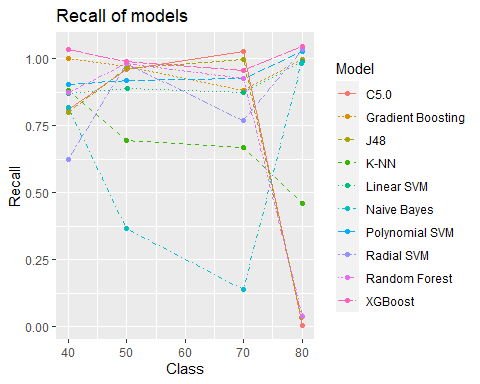 Recall of models
1.00
0.75
0.50
0.25
0.00
Recall
40 50 60 70 80
Class
Model
C5.0
Gradient Boosting
J48
K-NN
Linear SVM
Naive Bayes
Polynomial SVM
Radial SVM
Random Forest
XGBoost